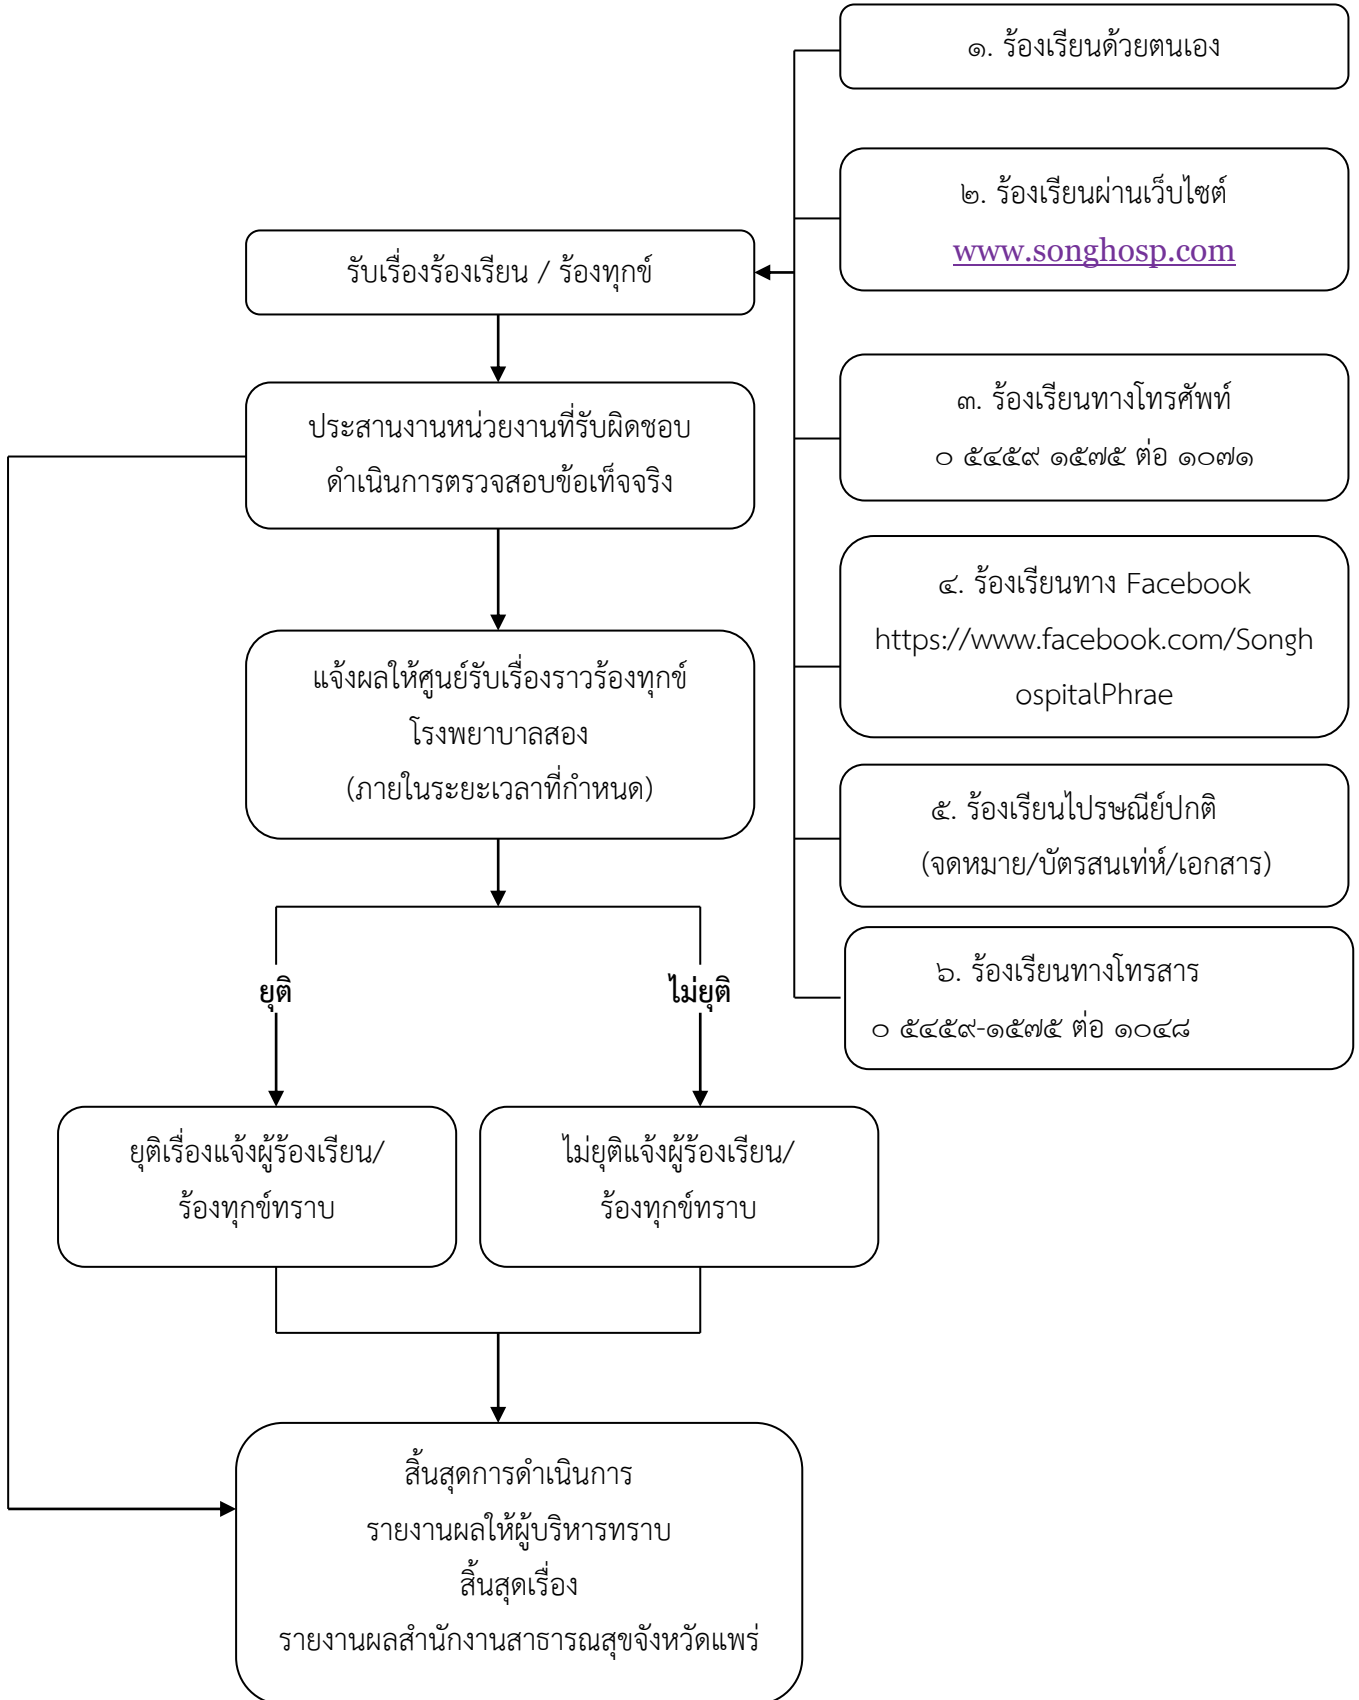 ๑. ร้องเรียนด้วยตนเอง
๒. ร้องเรียนผ่านเว็บไซต์
www.songhosp.com
รับเรื่องร้องเรียน / ร้องทุกข์
๓. ร้องเรียนทางโทรศัพท์
๐ ๕๔๕๙ ๑๕๗๕ ต่อ ๑๐๗๑
ประสานงานหน่วยงานที่รับผิดชอบ
ดำเนินการตรวจสอบข้อเท็จจริง
๔. ร้องเรียนทาง Facebook
https://www.facebook.com/Songh
ospitalPhrae
แจ้งผลให้ศูนย์รับเรื่องราวร้องทุกข์
โรงพยาบาลสอง
(ภายในระยะเวลาที่กำหนด)
๕. ร้องเรียนไปรษณีย์ปกติ
(จดหมาย/บัตรสนเท่ห์/เอกสาร)
๖. ร้องเรียนทางโทรสาร
๐ ๕๔๕๙-๑๕๗๕ ต่อ ๑๐๔๘
ยุติ
ไม่ยุติ
ยุติเรื่องแจ้งผู้ร้องเรียน/
ร้องทุกข์ทราบ
ไม่ยุติแจ้งผู้ร้องเรียน/
ร้องทุกข์ทราบ
สิ้นสุดการดำเนินการ
รายงานผลให้ผู้บริหารทราบ
สิ้นสุดเรื่อง
รายงานผลสำนักงานสาธารณสุขจังหวัดแพร่